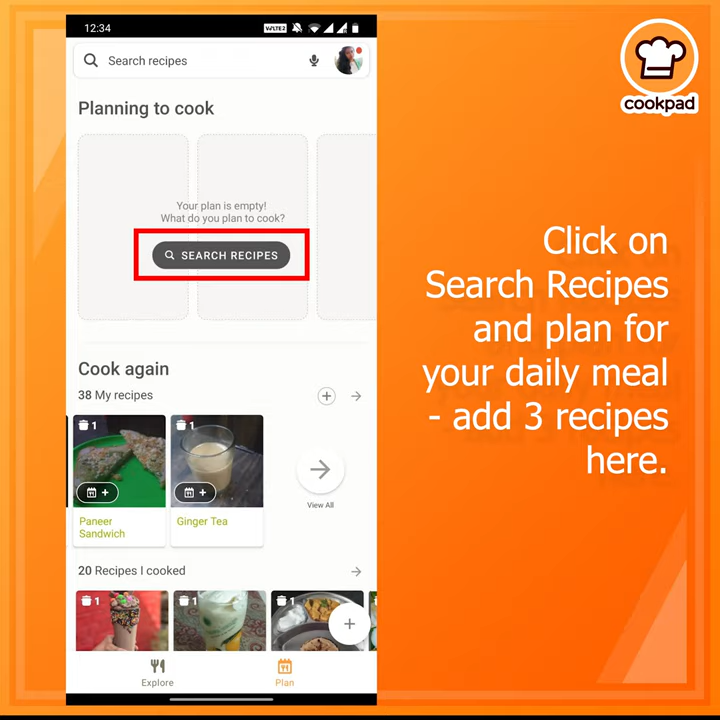 12:34
VoLTE2
Search recipes
Planning to cook
Your plan is empty!
What do you plan to cook?
SEARCH RECIPES
Cook again
38 My recipes
1
1
Paneer
Sandwich
Ginger Tea
View All
20 Recipes I cooked
1
1
1
Explore
Plan
cookpad
Click on
Search Recipes
and plan for
your daily meal
- add 3 recipes
here.